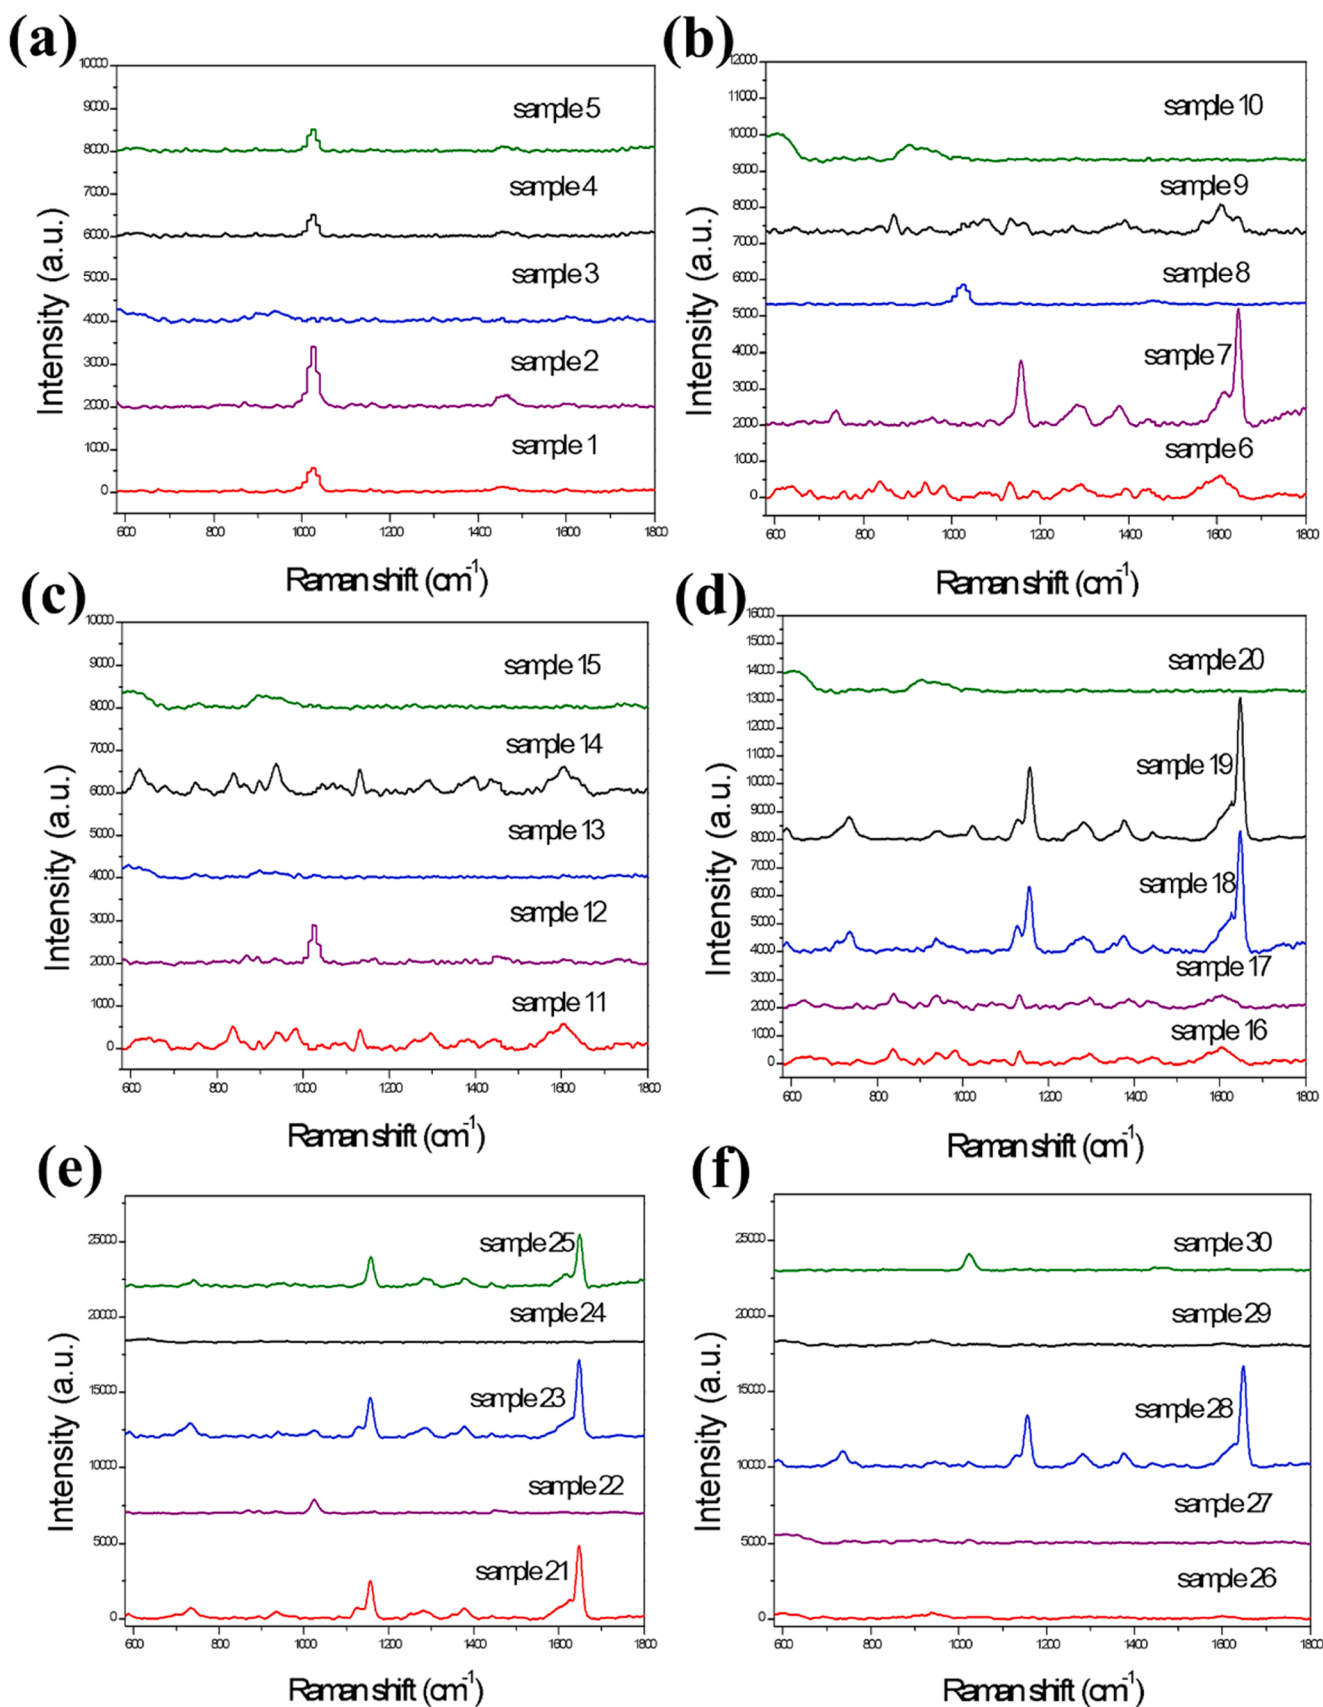 (a)
10000
9000
8000
7000
6000
5000
4000
3000
2000
1000
0
sample 5
sample 4
sample 3
sample 2
sample 1
600 800 1000 1200 1400 1600 1800
Intensity (a.u.)
Raman shift (cm-1)
(b)
12000
11000
10000
9000
8000
7000
6000
5000
4000
3000
2000
1000
0
sample 10
sample 9
sample 8
sample 7
sample 6
600 800 1000 1200 1400 1600 1800
Intensity (a.u.)
Raman shift (cm-1)
(c)
10000
9000
8000
7000
6000
5000
4000
3000
2000
1000
0
sample 15
sample 14
sample 13
sample 12
sample 11
600 800 1000 1200 1400 1600 1800
Intensity (a.u.)
Raman shift (cm-1)
(d)
16000
15000
14000
13000
12000
11000
10000
9000
8000
7000
6000
5000
4000
3000
2000
1000
0
sample 20
sample 19
sample 18
sample 17
sample 16
600 800 1000 1200 1400 1600 1800
Intensity (a.u.)
Raman shift (cm-1)
(e)
25000
20000
15000
10000
5000
0
sample 25
sample 24
sample 23
sample 22
sample 21
600 800 1000 1200 1400 1600 1800
Intensity (a.u.)
Raman shift (cm-1)
(f)
25000
20000
15000
10000
5000
0
sample 30
sample 29
sample 28
sample 27
sample 26
600 800 1000 1200 1400 1600 1800
Intensity (a.u.)
Raman shift (cm-1)